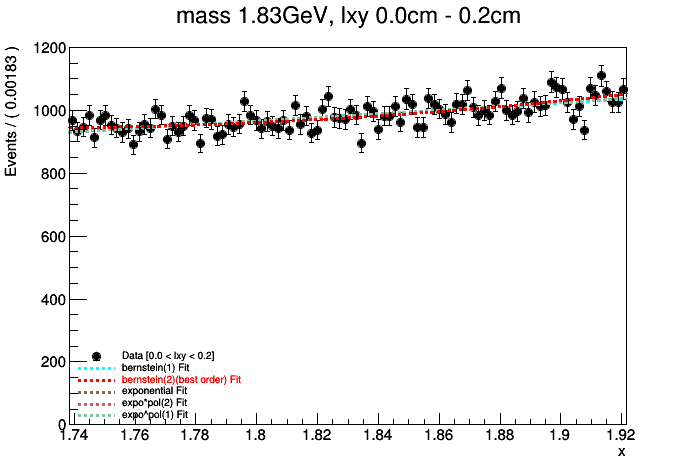 mass 1.83GeV, lxy 0.0cm - 0.2cm
Events / ( 0.00183 )
1200
1000
800
600
400
200
0
Data [0.0 < lxy < 0.2]
bernstein(1) Fit
bernstein(2)(best order) Fit
exponential Fit
expo*pol(2) Fit
expo*pol(1) Fit
1.74 1.76 1.78 1.8 1.82 1.84 1.86 1.88 1.9 1.92
x